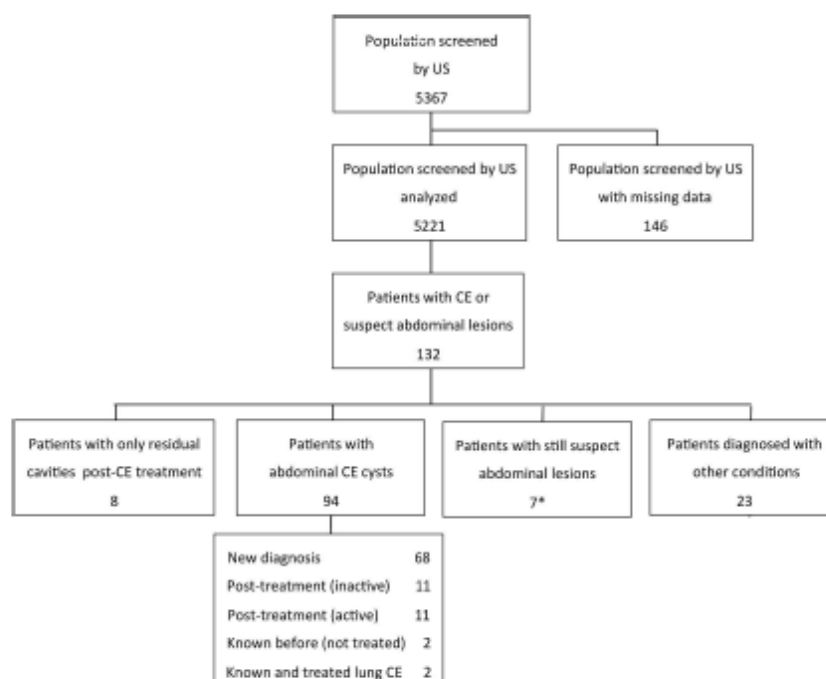 Population screened
by US
5367
Population screened by US
analyzed
5221
Population screened by US
with missing data
146
Patients with CE or
suspect abdominal lesions
132
Patients with only residual
cavities post-CE treatment
8
Patients with
abdominal CE cysts
94
Patients with still suspect
abdominal lesions
7*
Patients diagnosed with
other conditions
23
New diagnosis 68
Post-treatment (inactive) 11
Post-treatment (active) 11
Known before (not treated) 2
Known and treated lung CE 2